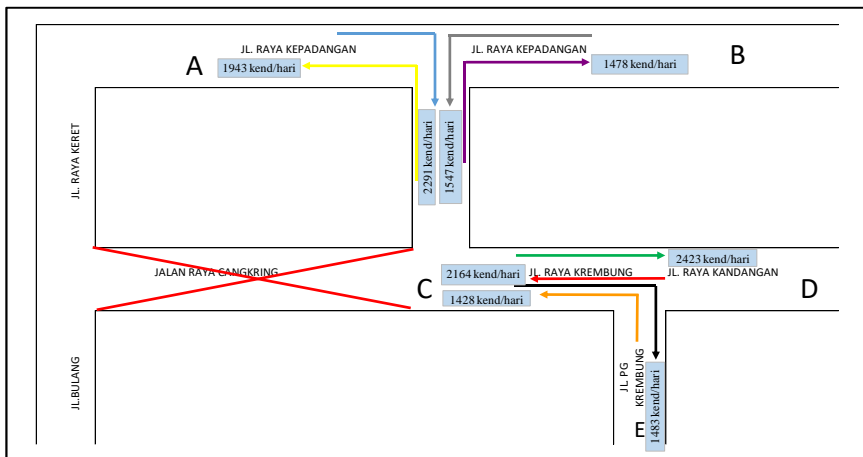 JL. RAYA KEPADANGAN
JL. RAYA KEPADANGAN
A
1943 kend/hari
1478 kend/hari
B
JL. RAYA KERET
2291 kend/hari
1547 kend/hari
JALAN RAYA CANGKRING
2423 kend/hari
2164 kend/hari
JL. RAYA KREMBUNG
JL. RAYA KANDANGAN
C
1428 kend/hari
D
JL.BULANG
JL. PG
KREMBUNG
1483 kend/hari
E